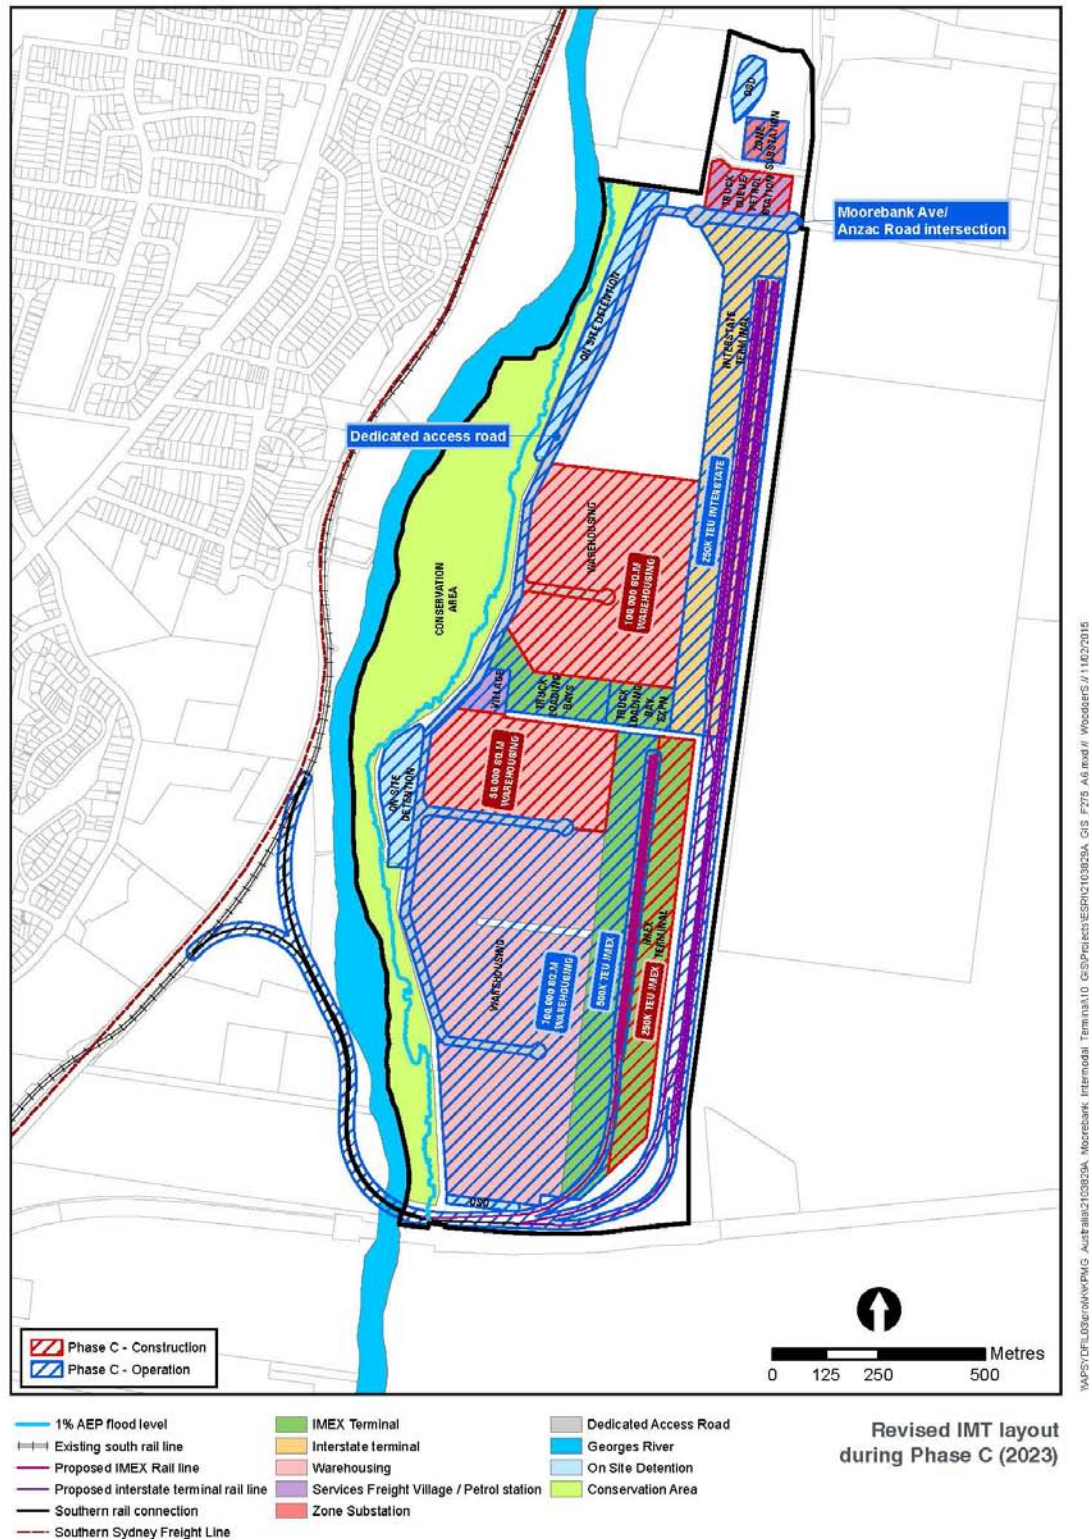 OSD
ZONE
SUBSTATION
TRUCK
QUEUE/
PETROL
STATION
Moorebank Ave/
Anzac Road intersection
ON SITE DETENTION
INTERSTATE
TERMINAL
Dedicated access road
250K TEU INTERSTATE
WAREHOUSING
100,000 SQ.M
WAREHOUSING
CONSERVATION
AREA
VILLAGE
TRUCK
LOADING
BAYS
TRUCK
LOADING
BAY
EXPN
50,000 SQ.M
WAREHOUSING
ON-SITE
DETENTION
WAREHOUSING
100,000 SQ.M
WAREHOUSING
500K TEU IMEX
IMEX
TERMINAL
250K TEU IMEX
OSD
Phase C - Construction
Phase C - Operation
Metres
0 125 250 500
1% AEP flood level
Existing south rail line
Proposed IMEX Rail line
Proposed interstate terminal rail line
Southern rail connection
Southern Sydney Freight Line
IMEX Terminal
Interstate terminal
Warehousing
Services Freight Village / Petrol station
Zone Substation
Dedicated Access Road
Georges River
On Site Detention
Conservation Area
Revised IMT layout
during Phase C (2023)